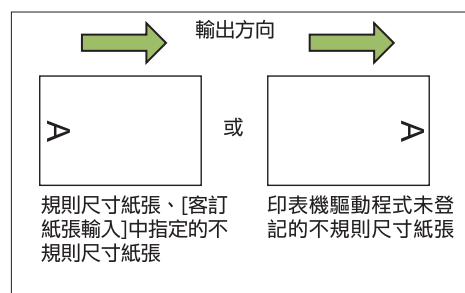 輸出方向
A
或
A
規則尺寸紙張、[客訂
紙張輸入]中指定的不
規則尺寸紙張
印表機驅動程式未登
記的不規則尺寸紙張